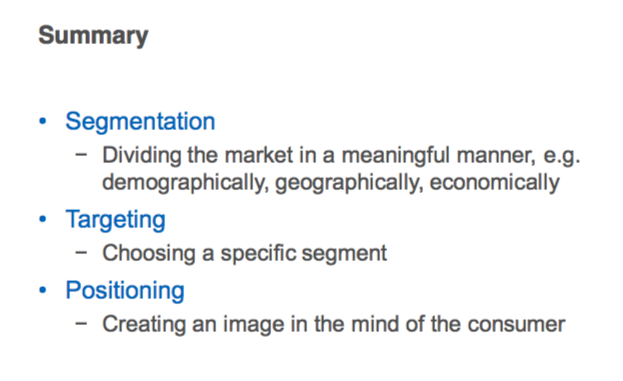 Summary
• Segmentation
– Dividing the market in a meaningful manner, e.g.
demographically, geographically, economically
• Targeting
– Choosing a specific segment
• Positioning
– Creating an image in the mind of the consumer